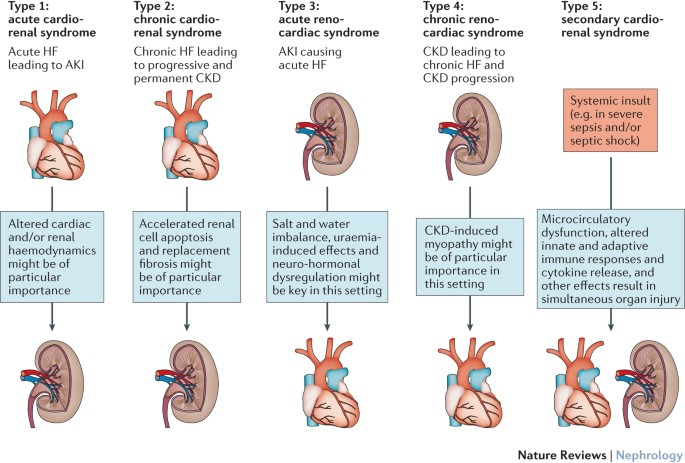 Type 1:
acute cardio-
renal syndrome
Acute HF
leading to AKI
Altered cardiac
and/or renal
haemodynamics
might be of
particular
importance
Type 2:
chronic cardio-
renal syndrome
Chronic HF leading
to progressive and
permanent CKD
Accelerated renal
cell apoptosis
and replacement
fibrosis might
be of particular
importance
Type 3:
acute reno-
cardiac syndrome
AKI causing
acute HF
Salt and water
imbalance, uraemia-
induced effects and
neuro-hormonal
dysregulation might
be key in this setting
Type 4:
chronic reno-
cardiac syndrome
CKD leading to
chronic HF and
CKD progression
CKD-induced
myopathy might
be of particular
importance in
this setting
Type 5:
secondary cardio-
renal syndrome
Systemic insult
(e.g. in severe
sepsis and/or
septic shock)
Microcirculatory
dysfunction, altered
innate and adaptive
immune responses and
cytokine release, and
other effects result in
simultaneous organ injury
Nature Reviews | Nephrology